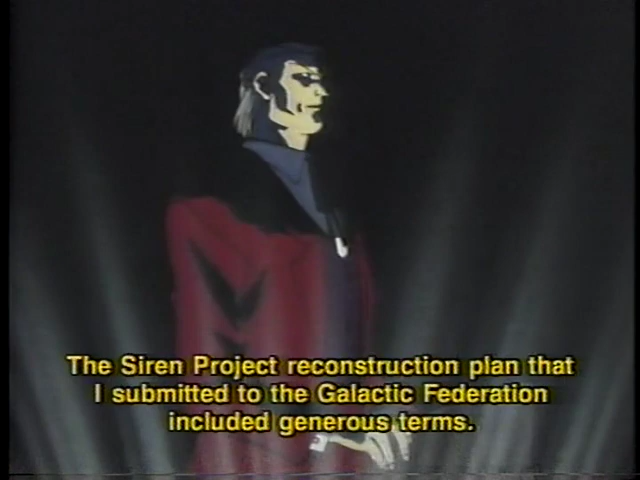 The Siren Project reconstruction plan that
I submitted to the Galactic Federation
included generous terms.